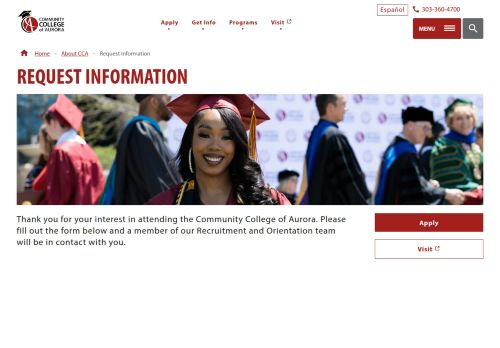 Español
303-360-4700
COMMUNITY
COLLEGE
of AURORA
Apply
Get Info
Programs
Visit
MENU
Home
About CCA
Request Information
REQUEST INFORMATION
Thank you for your interest in attending the Community College of Aurora. Please
fill out the form below and a member of our Recruitment and Orientation team
will be in contact with you.
Apply
Visit